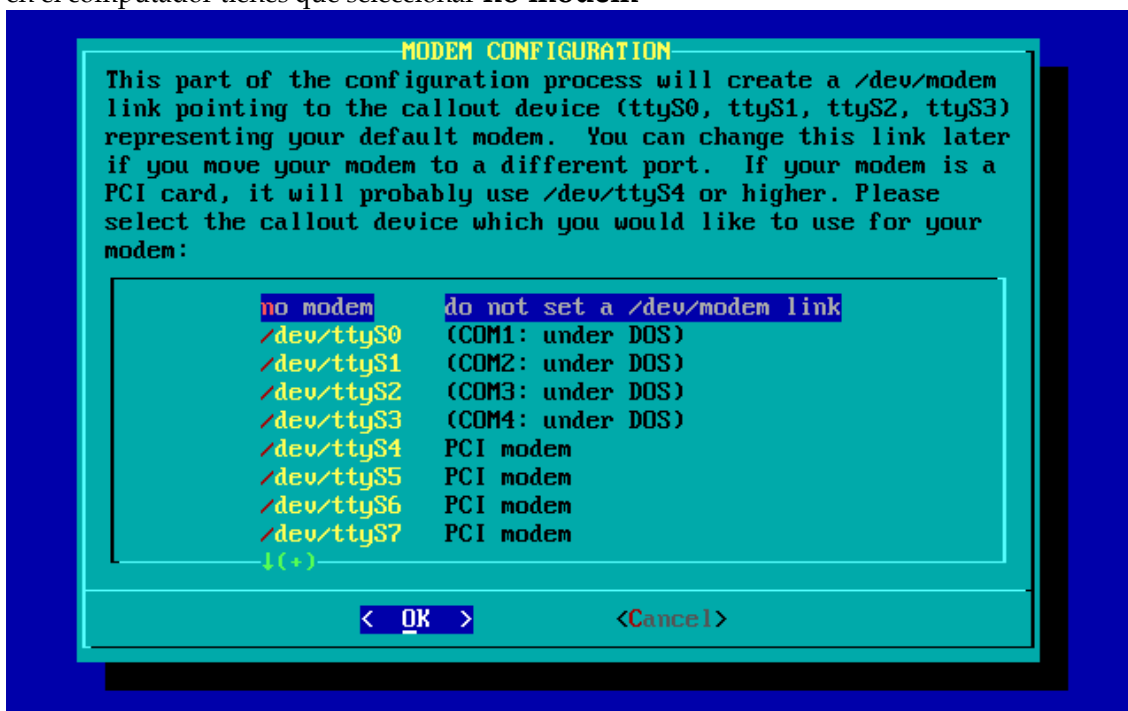 en el computador tienes que seleccionar no modem
MODEM CONFIGURATION
This part of the configuration process will create a /dev/modem
link pointing to the callout device (ttyS0, ttyS1, ttyS2, ttyS3)
representing your default modem.  You can change this link later
if you move your modem to a different port.  If your modem is a
PCI card, it will probably use /dev/ttyS4 or higher. Please
select the callout device which you would like to use for your
modem:
no modem do not set a /dev/modem link
/dev/ttyS0 (COM1: under DOS)
/dev/ttyS1 (COM2: under DOS)
/dev/ttyS2 (COM3: under DOS)
/dev/ttyS3 (COM4: under DOS)
/dev/ttyS4 PCI modem
/dev/ttyS5 PCI modem
/dev/ttyS6 PCI modem
/dev/ttyS7 PCI modem
↓(+)
< OK > <Cancel>